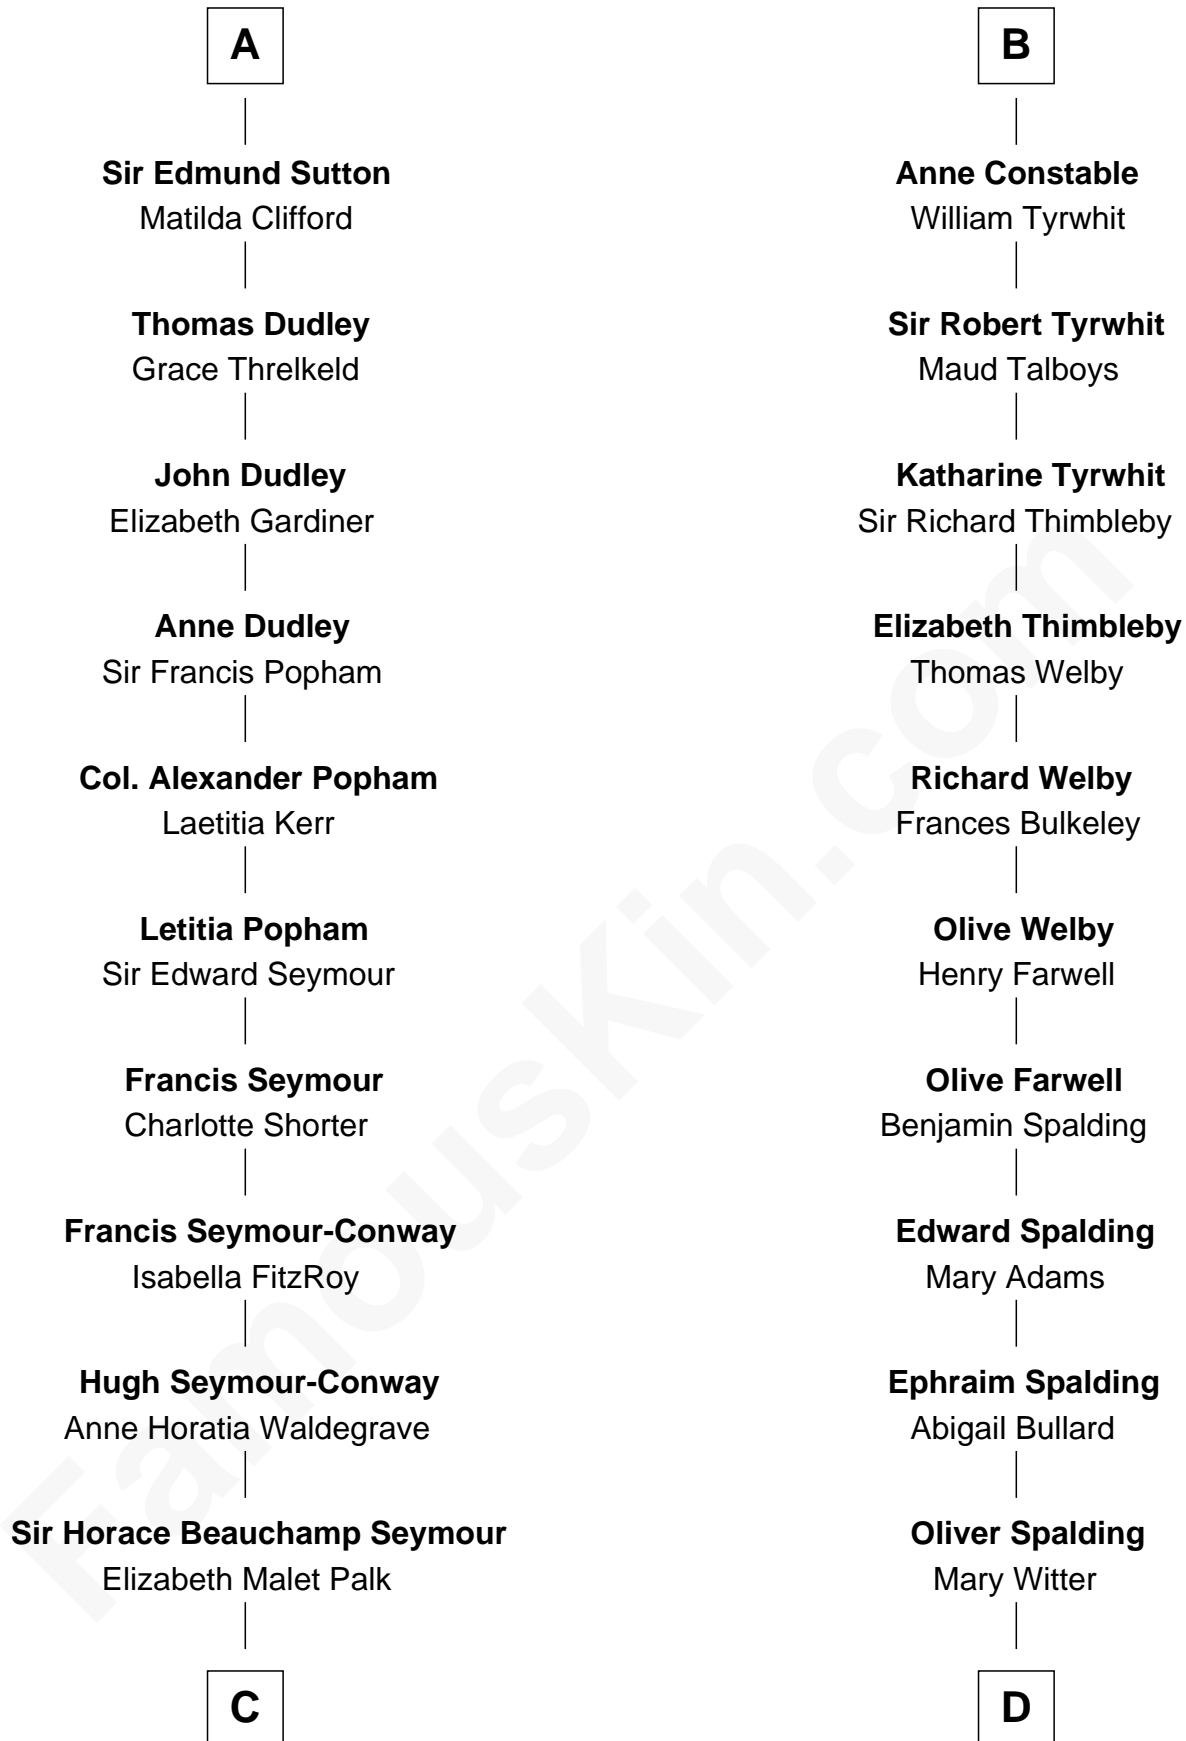 A
Sir Edmund Sutton
Matilda Clifford
Thomas Dudley
Grace Threlkeld
John Dudley
Elizabeth Gardiner
Anne Dudley
Sir Francis Popham
Col. Alexander Popham
Laetitia Kerr
Letitia Popham
Sir Edward Seymour
Francis Seymour
Charlotte Shorter
Francis Seymour-Conway
Isabella FitzRoy
Hugh Seymour-Conway
Anne Horatia Waldegrave
Sir Horace Beauchamp Seymour
Elizabeth Malet Palk
C
B
Anne Constable
William Tyrwhit
Sir Robert Tyrwhit
Maud Talboys
Katharine Tyrwhit
Sir Richard Thimbleby
Elizabeth Thimbleby
Thomas Welby
Richard Welby
Frances Bulkeley
Olive Welby
Henry Farwell
Olive Farwell
Benjamin Spalding
Edward Spalding
Mary Adams
Ephraim Spalding
Abigail Bullard
Oliver Spalding
Mary Witter
D
FamousKin.com